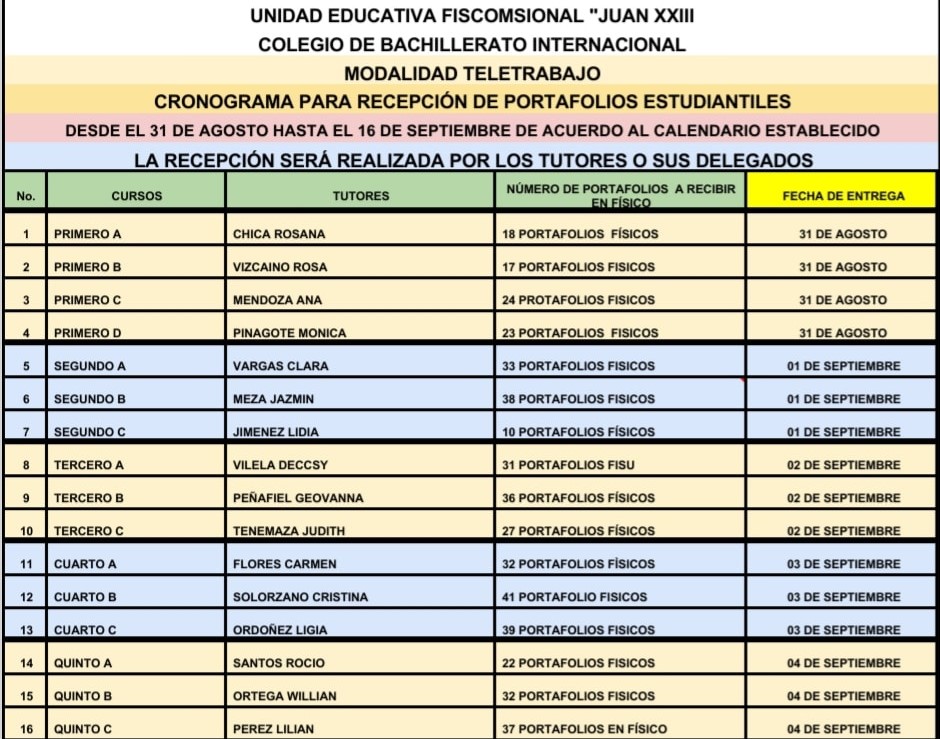 UNIDAD EDUCATIVA FISCOMSIONAL "JUAN XXIII
COLEGIO DE BACHILLERATO INTERNACIONAL
MODALIDAD TELETRABAJO
CRONOGRAMA PARA RECEPCIÓN DE PORTAFOLIOS ESTUDIANTILES
DESDE EL 31 DE AGOSTO HASTA EL 16 DE SEPTIEMBRE DE ACUERDO AL CALENDARIO ESTABLECIDO
LA RECEPCIÓN SERÁ REALIZADA POR LOS TUTORES O SUS DELEGADOS
No. CURSOS TUTORES NÚMERO DE PORTAFOLIOS A RECIBIR EN FÍSICO FECHA DE ENTREGA
1 PRIMERO A CHICA ROSANA 18 PORTAFOLIOS FÍSICOS 31 DE AGOSTO
2 PRIMERO B VIZCAINO ROSA 17 PORTAFOLIOS FISICOS 31 DE AGOSTO
3 PRIMERO C MENDOZA ANA 24 PROTAFOLIOS FISICOS 31 DE AGOSTO
4 PRIMERO D PINAGOTE MONICA 23 PORTAFOLIOS FISICOS 31 DE AGOSTO
5 SEGUNDO A VARGAS CLARA 33 PORTAFOLIOS FISICOS 01 DE SEPTIEMBRE
6 SEGUNDO B MEZA JAZMIN 38 PORTAFOLIOS FISICOS 01 DE SEPTIEMBRE
7 SEGUNDO C JIMENEZ LIDIA 10 PORTAFOLIOS FÍSICOS 01 DE SEPTIEMBRE
8 TERCERO A VILELA DECCSY 31 PORTAFOLIOS FISU 02 DE SEPTIEMBRE
9 TERCERO B PEÑAFIEL GEOVANNA 36 PORTAFOLIOS FÍSICOS 02 DE SEPTIEMBRE
10 TERCERO C TENEMAZA JUDITH 27 PORTAFOLIOS FÍSICOS 02 DE SEPTIEMBRE
11 CUARTO A FLORES CARMEN 32 PORTAFOLIOS FÌSICOS 03 DE SEPTIEMBRE
12 CUARTO B SOLORZANO CRISTINA 41 PORTAFOLIO FISICOS 03 DE SEPTIEMBRE
13 CUARTO C ORDOÑEZ LIGIA 39 PORTAFOLIOS FISICOS 03 DE SEPTIEMBRE
14 QUINTO A SANTOS ROCIO 22 PORTAFOLIOS FISICOS 04 DE SEPTIEMBRE
15 QUINTO B ORTEGA WILLIAN 32 PORTAFOLIOS FISICOS 04 DE SEPTIEMBRE
16 QUINTO C PEREZ LILIAN 37 PORTAFOLIOS EN FÍSICO 04 DE SEPTIEMBRE